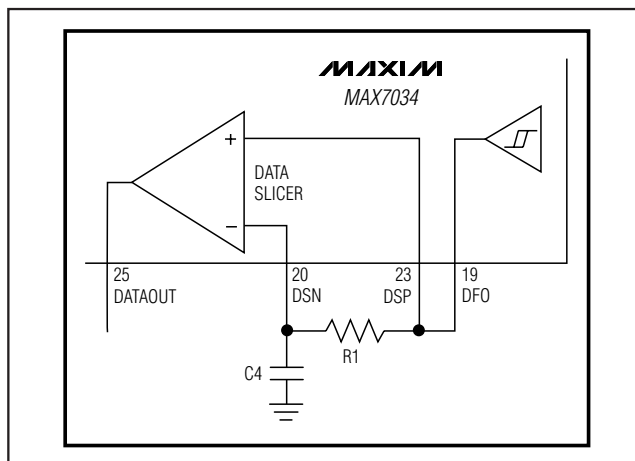 MAXIM
MAX7034
+
DATA
SLICER
−
25
DATAOUT
20
DSN
23
DSP
19
DFO
R1
C4